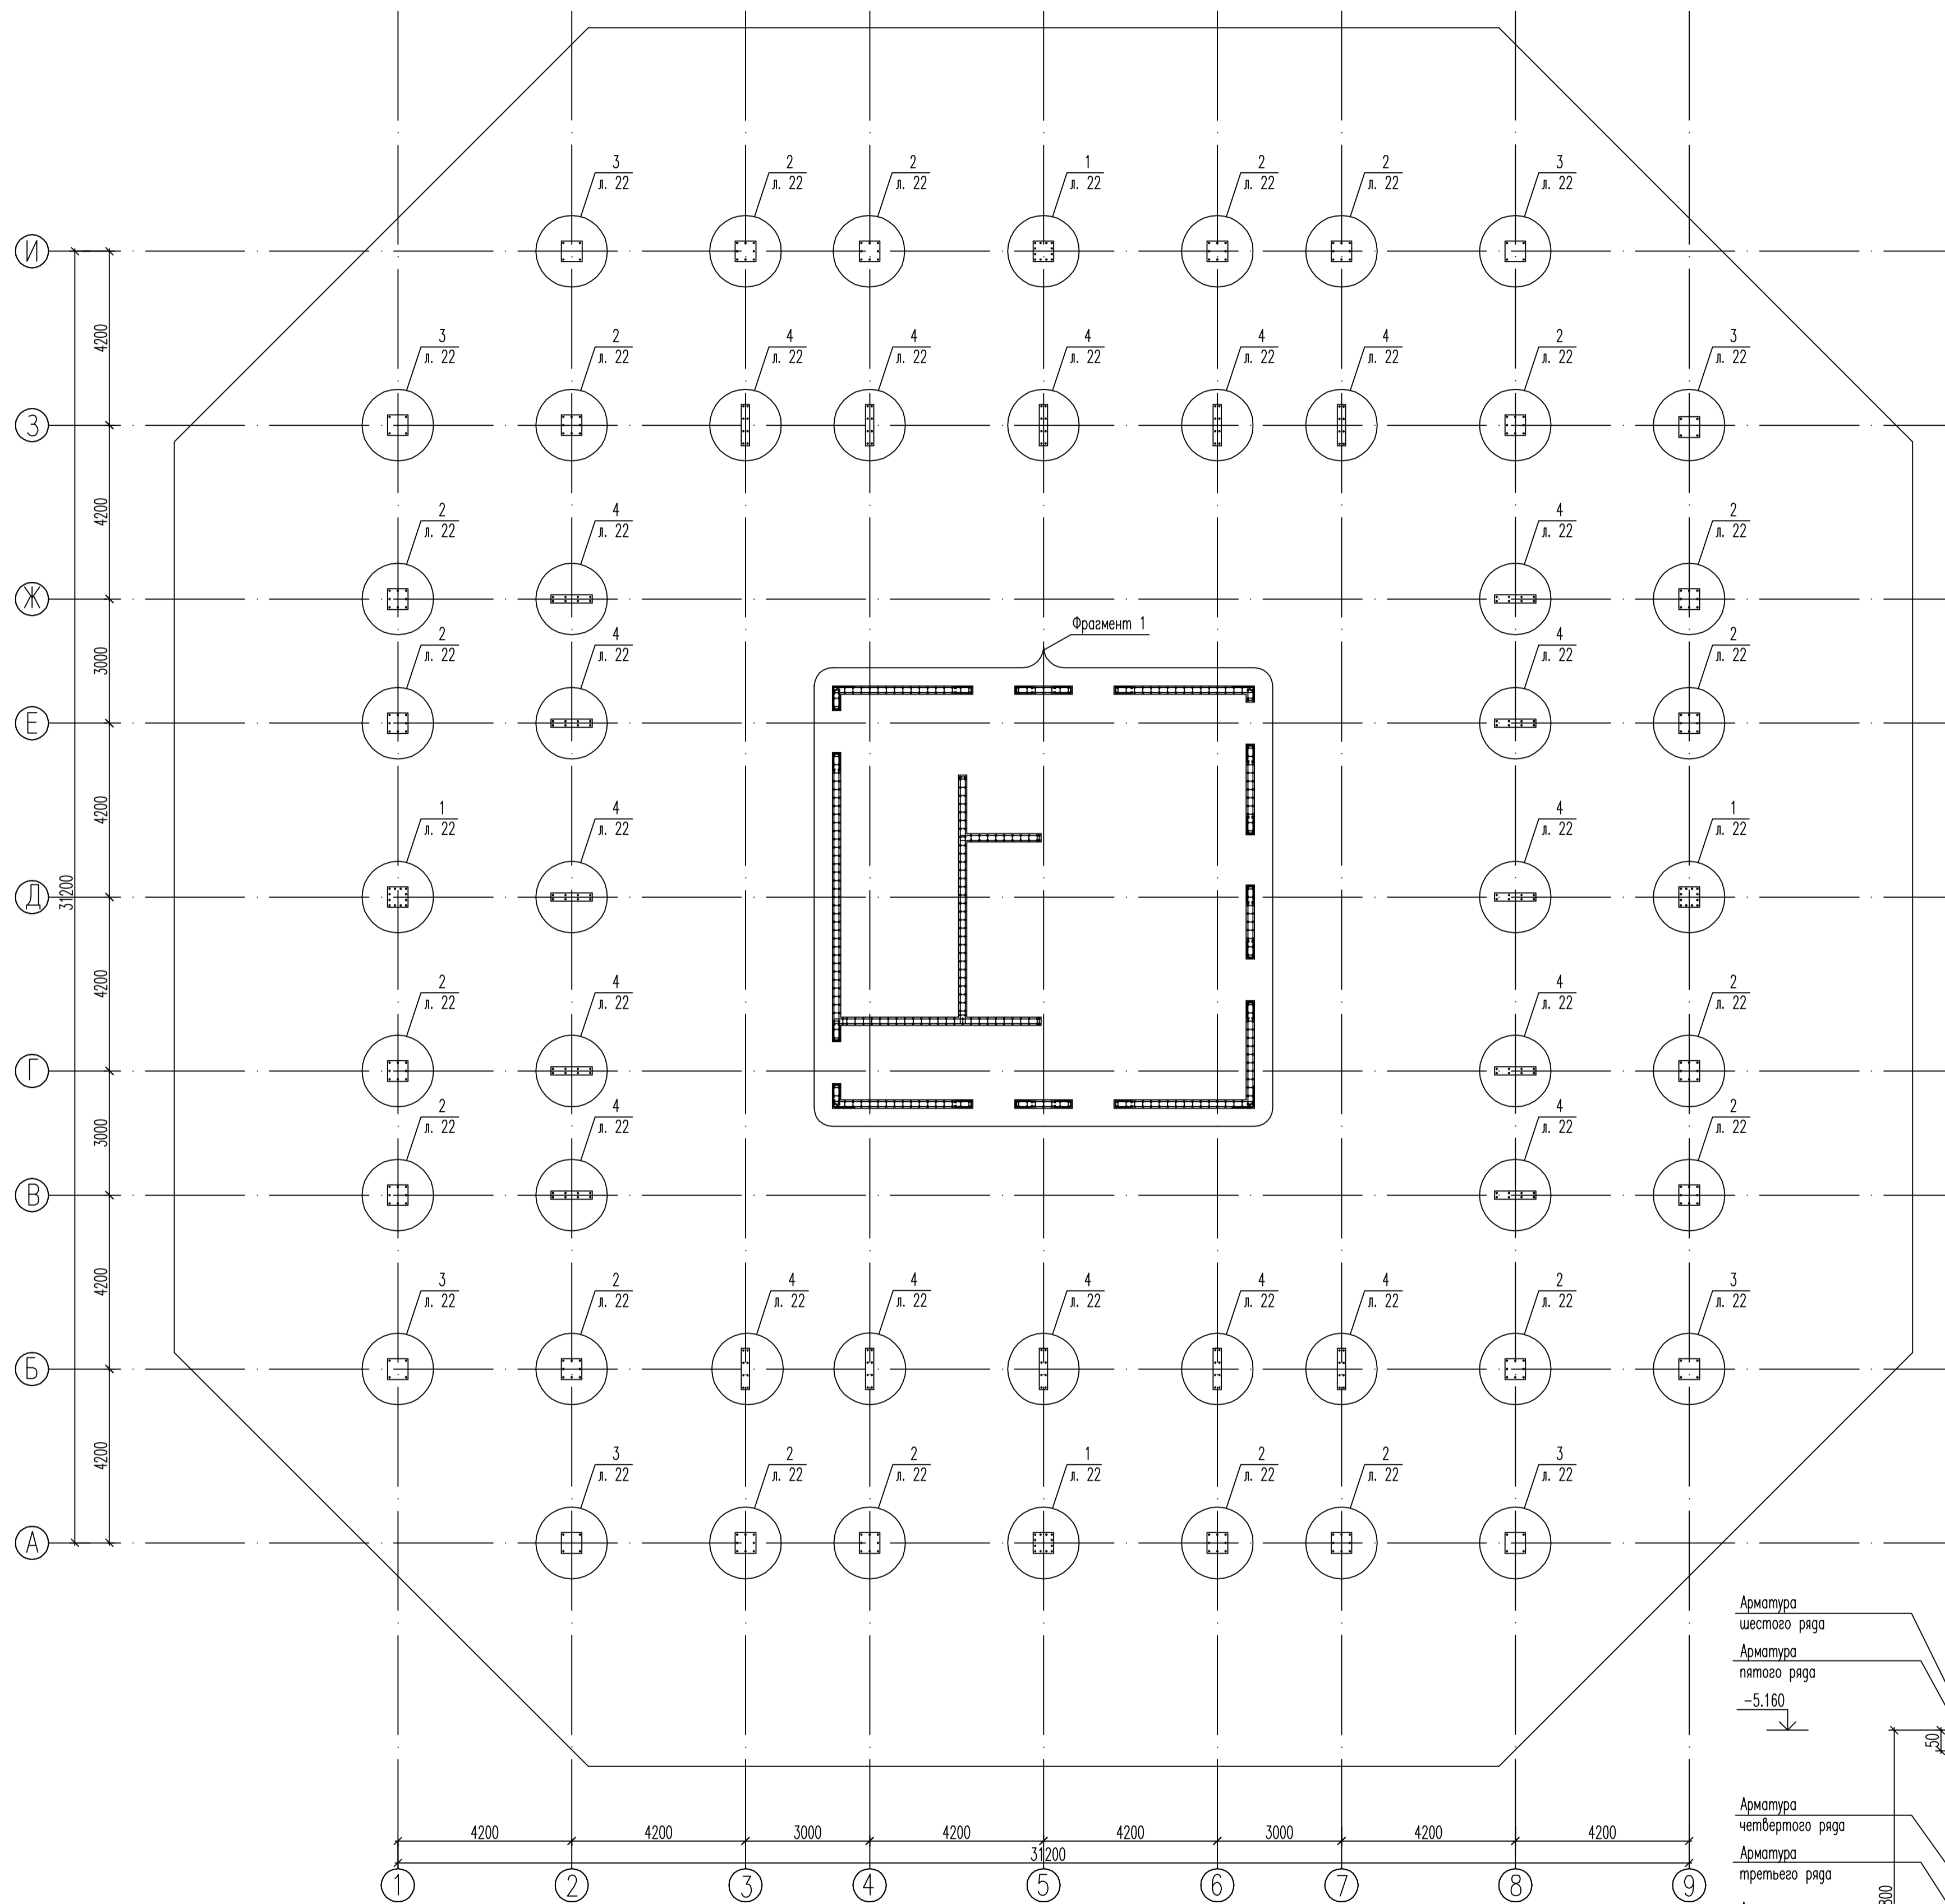 3 2 2 1 2 2 3
л. 22 л. 22 л. 22 л. 22 л. 22 л. 22 л. 22
И
4200
3 2 4 4 4 4 4 2 3
л. 22 л. 22 л. 22 л. 22 л. 22 л. 22 л. 22 л. 22 л. 22
З
4200
2 4 4 2
л. 22 л. 22 л. 22 л. 22
Ж
Фрагмент 1
2 4 4 2
л. 22 л. 22 л. 22 л. 22
3000
Е
4200
1 4 4 1
л. 22 л. 22 л. 22 л. 22
Д
31200
4200
2 4 4 2
л. 22 л. 22 л. 22 л. 22
Г
2 4 4 2
л. 22 л. 22 л. 22 л. 22
3000
В
4200
3 2 4 4 4 4 4 2 3
л. 22 л. 22 л. 22 л. 22 л. 22 л. 22 л. 22 л. 22 л. 22
Б
4200
3 2 2 1 2 2 3
л. 22 л. 22 л. 22 л. 22 л. 22 л. 22 л. 22
А
Арматура
шестого ряда
Арматура
пятого ряда
-5.160
50
Арматура
четвертого ряда
Арматура
третьего ряда
4200 4200 3000 4200 4200 3000 4200 4200
31200
1 2 3 4 5 6 7 8 9